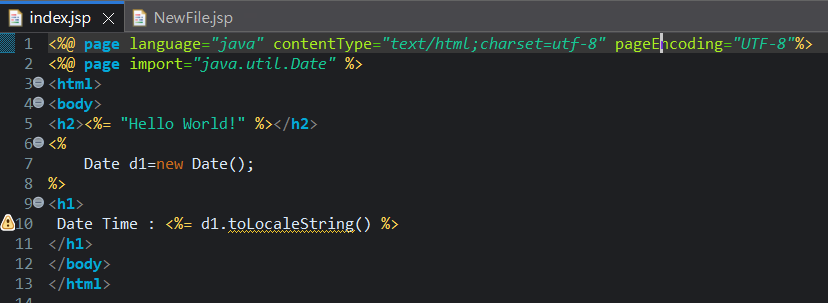 index.jsp NewFile.jsp
1 <%@ page language="java" contentType="text/html;charset=utf-8" pageEncoding="UTF-8"%>
2 <%@ page import="java.util.Date" %>
3 <html>
4 <body>
5 <h2><%= "Hello World!" %></h2>
6 <%
7     Date d1=new Date();
8 %>
9 <h1>
10  Date Time : <%= d1.toLocaleString() %>
11 </h1>
12 </body>
13 </html>
14